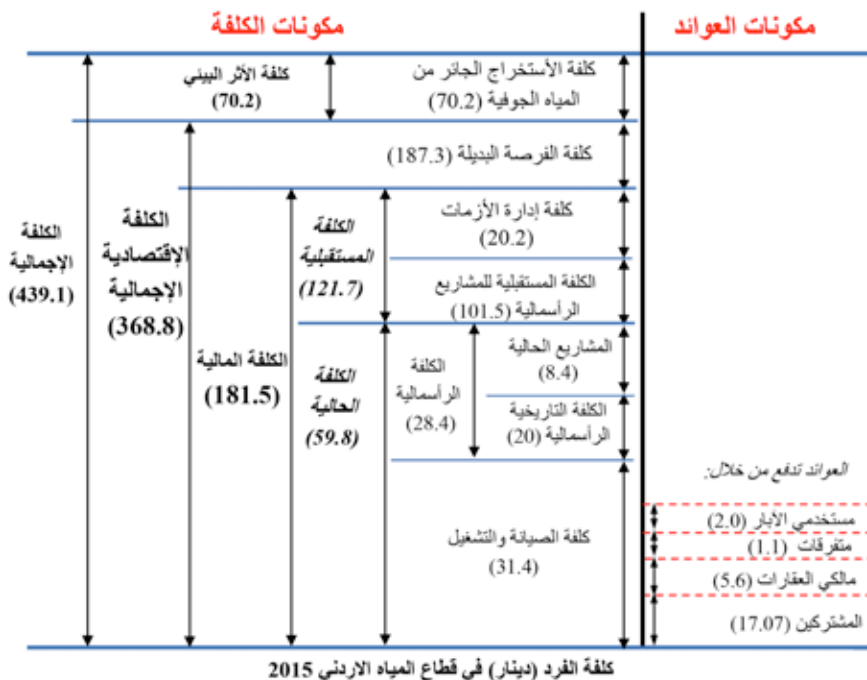 مكونات العوائد
مكونات الكلفة
كلفة الأستخراج الجائر من
المياه الجوفية (70.2)
كلفة الأثر البيئي
(70.2)
كلفة الفرصة البديلة (187.3)
كلفة إدارة الأزمات
(20.2)
الكلفة المستقبلية للمشاريع
الرأسمالية (101.5)
الكلفة
المستقبلية
(121.7)
الكلفة
الإقتصادية
الإجمالية
(368.8)
الكلفة
الإجمالية
(439.1)
المشاريع الحالية
(8.4)
الكلفة التاريخية
الرأسمالية (20)
الكلفة
الرأسمالية
(28.4)
الكلفة
الحالية
(59.8)
الكلفة المالية
(181.5)
كلفة الصيانة والتشغيل
(31.4)
العوائد تدفع من خلال:
مستخدمي الأبار (2.0)
متفرقات (1.1)
مالكي العقارات (5.6)
المشتركين (17.07)
كلفة الفرد (دينار) في قطاع المياه الاردني 2015